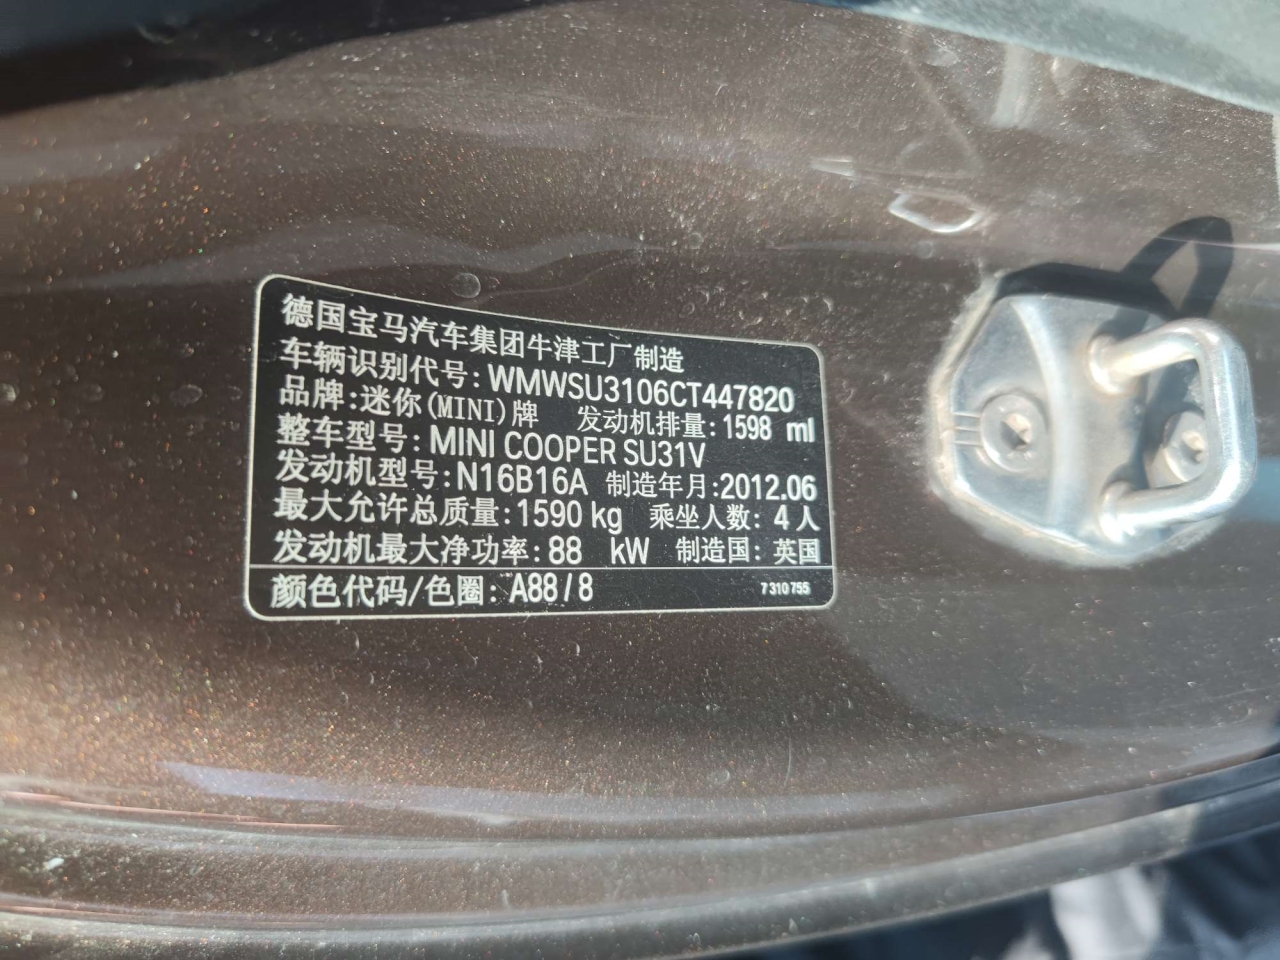 德国宝马汽车集团牛津工厂制造
车辆识别代号: WMWSU3106CT447820
品牌: 迷你(MINI)牌 发动机排量: 1598 ml
整车型号: MINI COOPER SU31V
发动机型号: N16B16A 制造年月: 2012.06
最大允许总质量: 1590 kg 乘坐人数: 4人
发动机最大净功率: 88 kW 制造国: 英国
颜色代码/色圈: A88/8 7 310 755